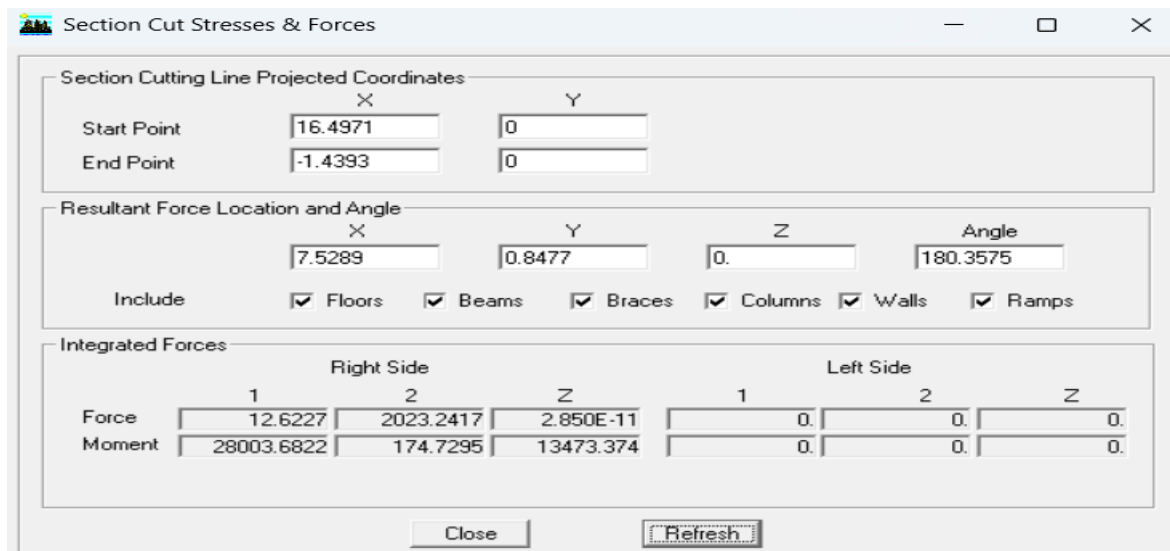 Section Cut Stresses & Forces
Section Cutting Line Projected Coordinates
X Y
Start Point 16.4971 0
End Point -1.4393 0
Resultant Force Location and Angle
X Y Z Angle
7.5289 0.8477 0. 180.3575
Include Floors Beams Braces Columns Walls Ramps
Integrated Forces
Right Side Left Side
1 2 Z 1 2 Z
Force 12.6227 2023.2417 2.850E-11 0. 0. 0.
Moment 28003.6822 174.7295 13473.374 0. 0. 0.
Close Refresh